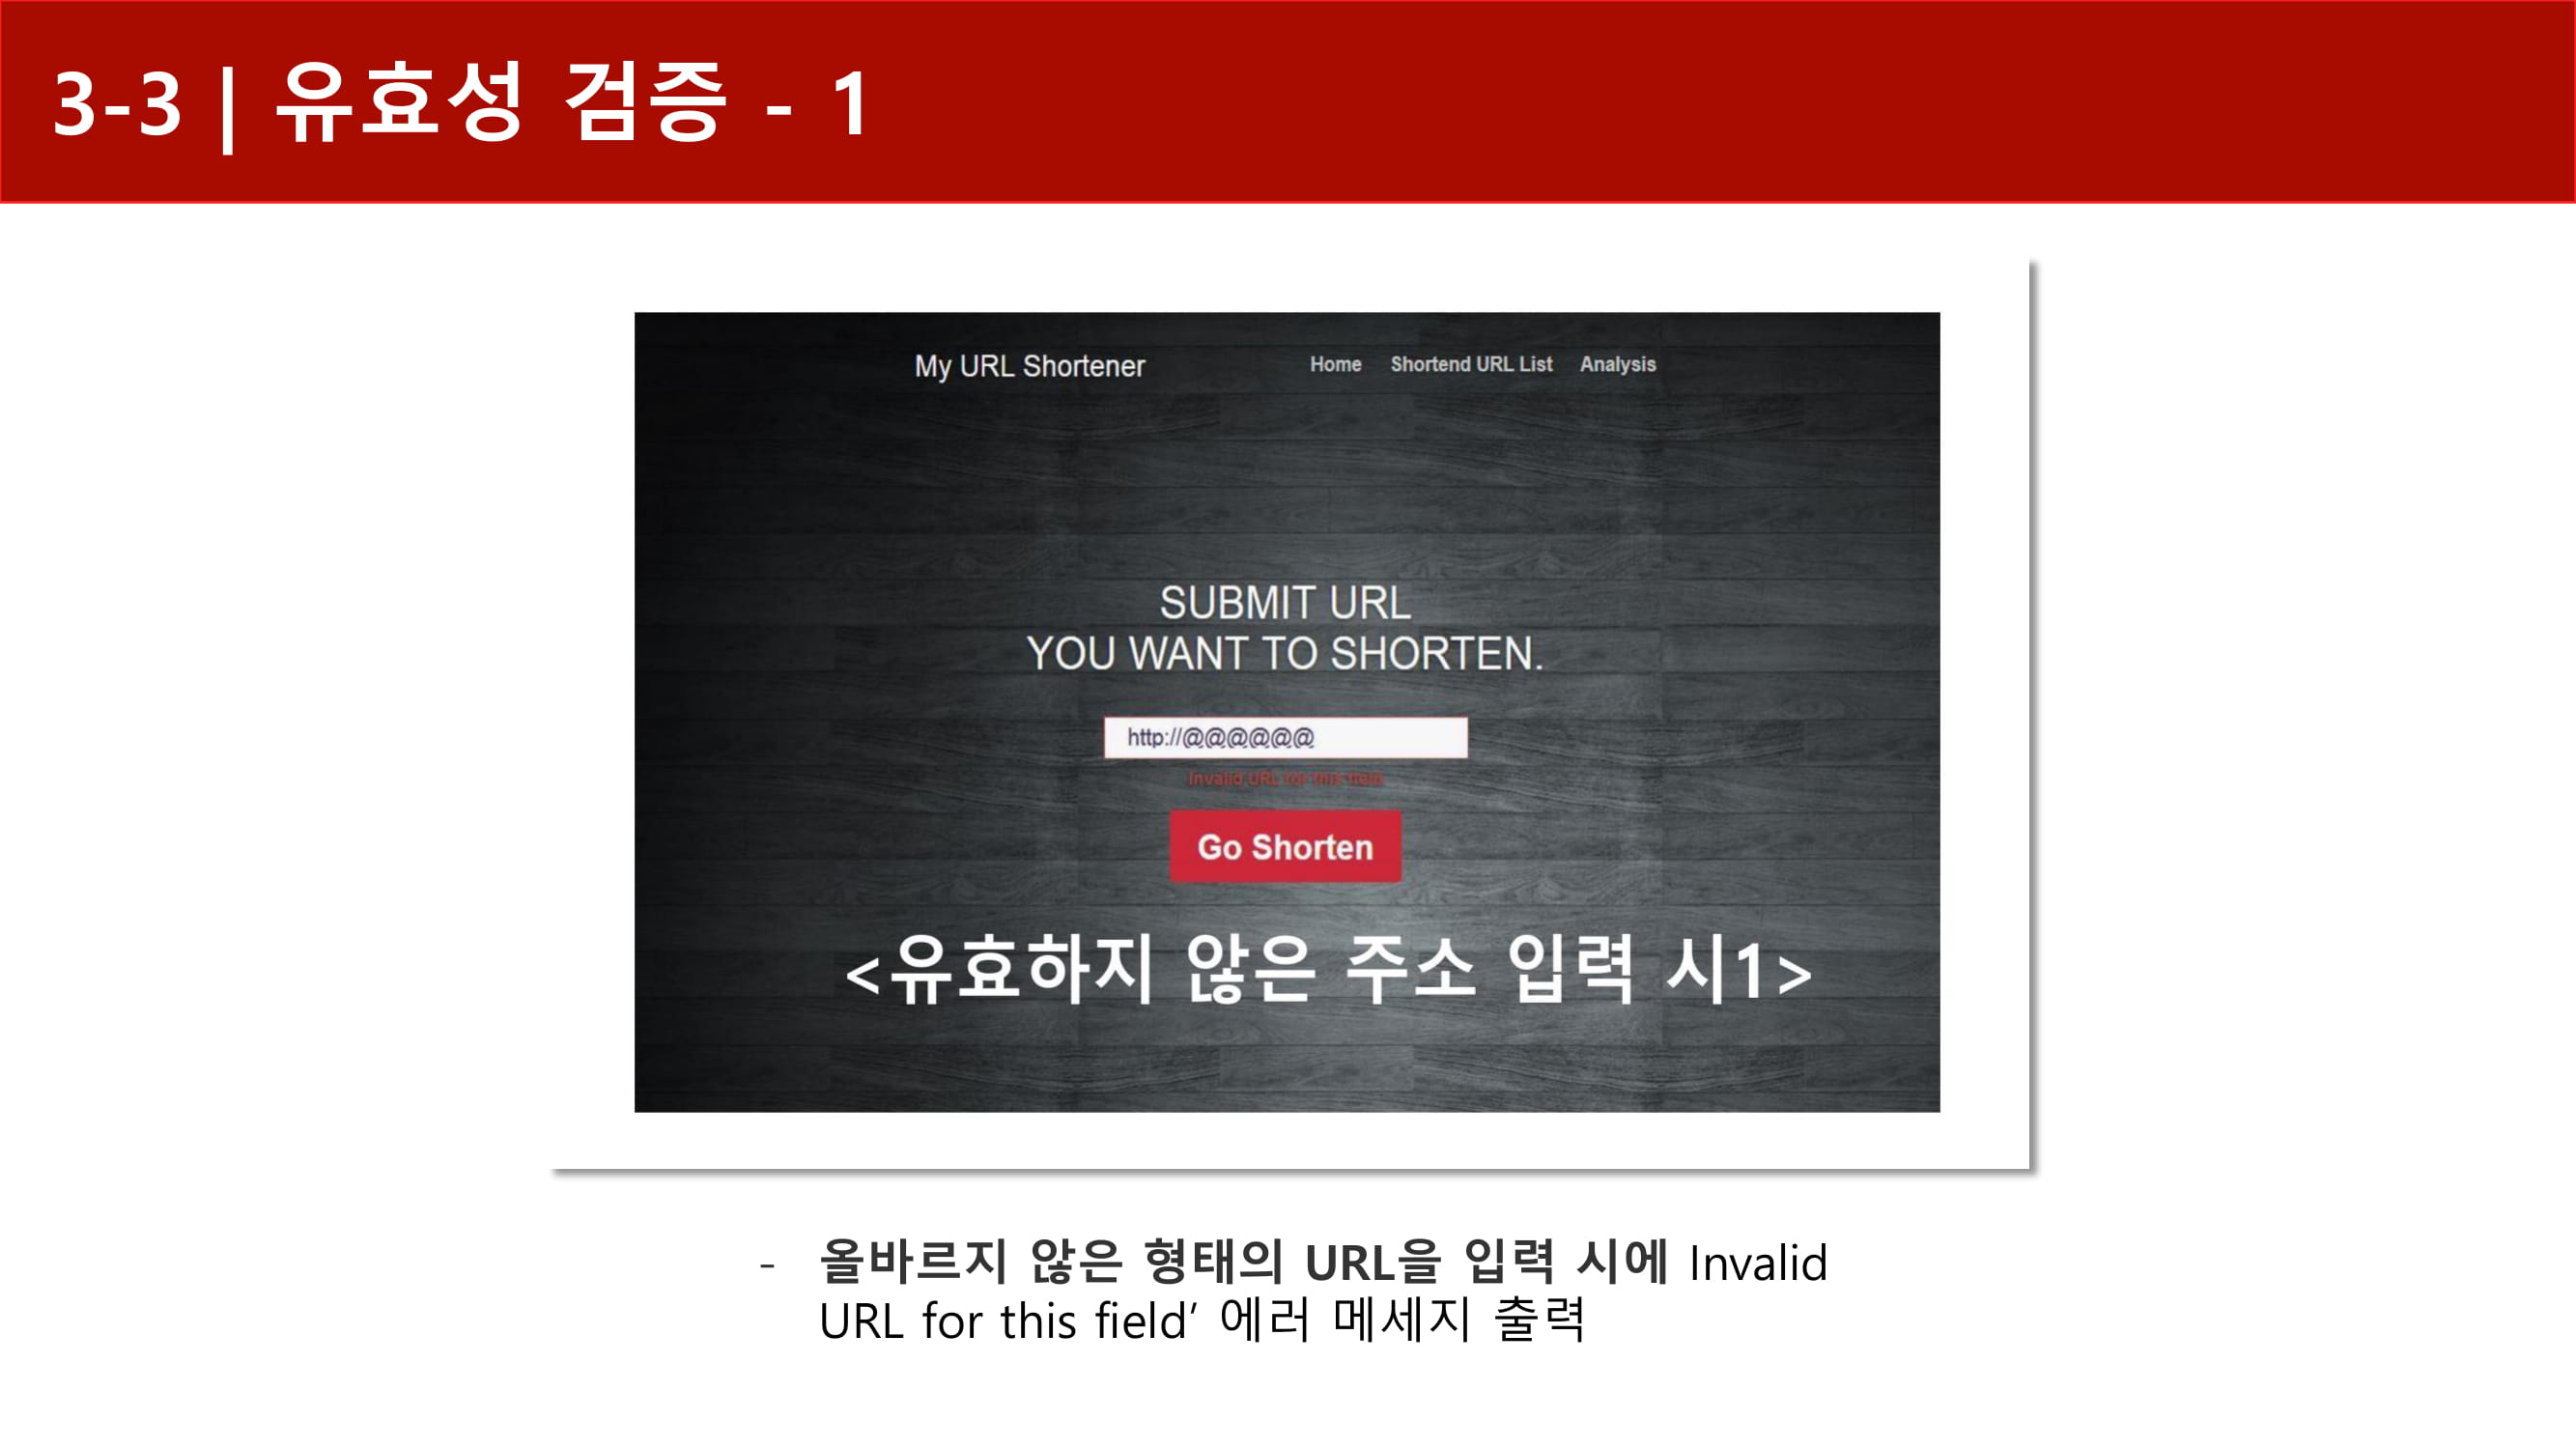 3-3 | 유효성 검증 - 1
My URL Shortener
Home Shortend URL List Analysis
SUBMIT URL
YOU WANT TO SHORTEN.
http://@@@@@@
Invalid URL for this field
Go Shorten
<유효하지 않은 주소 입력 시1>
- 올바르지 않은 형태의 URL을 입력 시에 Invalid
URL for this field’ 에러 메세지 출력